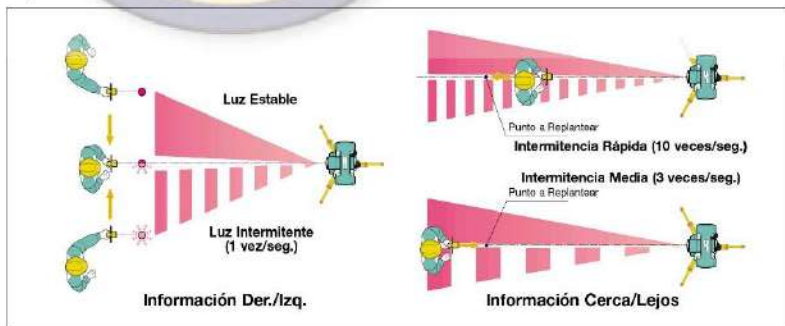 Luz Estable
Luz Intermitente
(1 vez/seg.)
Información Der./Izq.
Punto a Replantear
Intermitencia Rápida (10 veces/seg.)
Intermitencia Media (3 veces/seg.)
Punto a Replantear
Información Cerca/Lejos